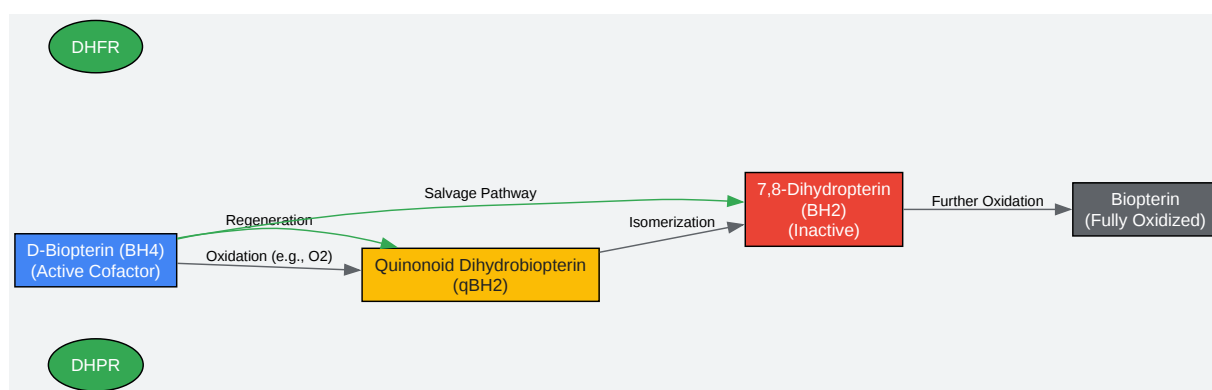 DHFR
Salvage Pathway
Regeneration
Oxidation (e.g., O2)
Isomerization
Further Oxidation
D-Biopterin (BH4)
(Active Cofactor)
Quinonoid Dihydrobiopterin
(qBH2)
7,8-Dihydropterin
(BH2)
(Inactive)
Biopterin
(Fully Oxidized)
DHPR